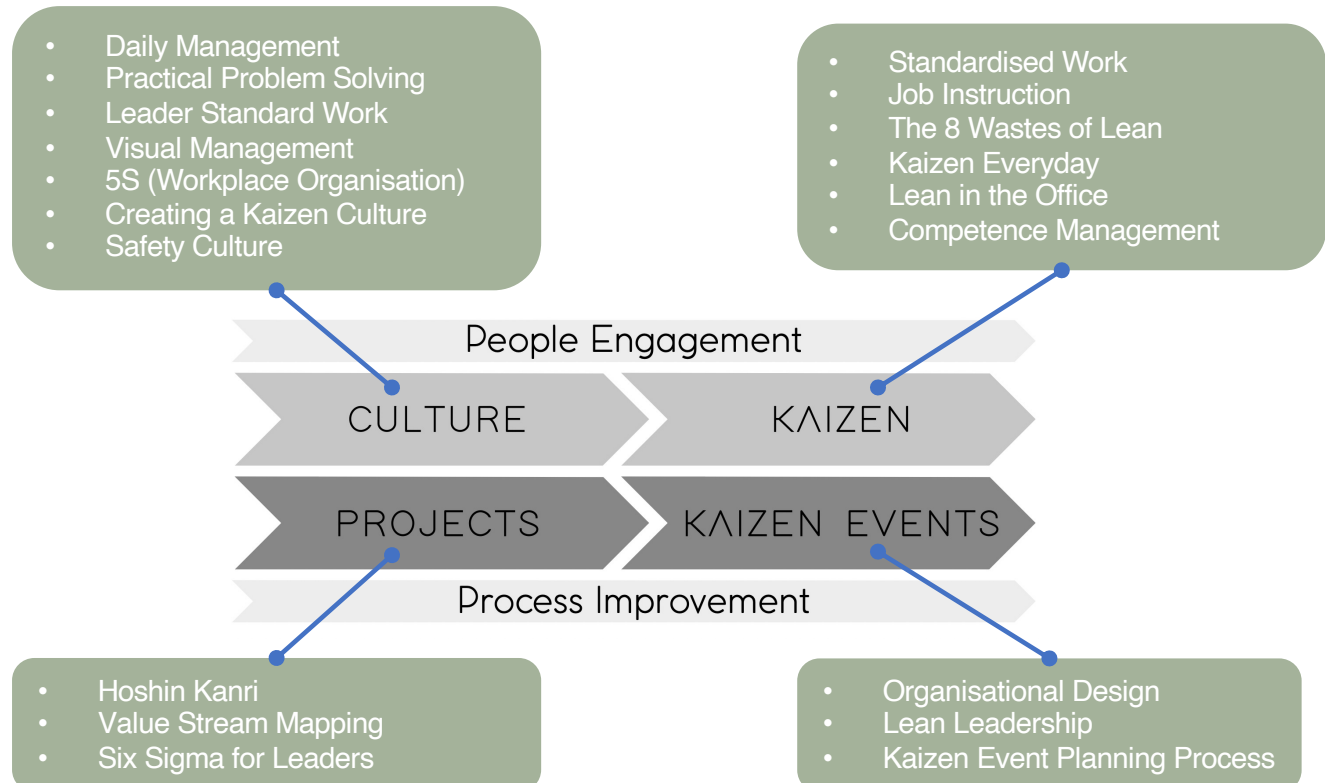 • Daily Management
• Practical Problem Solving
• Leader Standard Work
• Visual Management
• 5S (Workplace Organisation)
• Creating a Kaizen Culture
• Safety Culture
• Standardised Work
• Job Instruction
• The 8 Wastes of Lean
• Kaizen Everyday
• Lean in the Office
• Competence Management
People Engagement
CULTURE
KAIZEN
PROJECTS
KAIZEN EVENTS
Process Improvement
• Hoshin Kanri
• Value Stream Mapping
• Six Sigma for Leaders
• Organisational Design
• Lean Leadership
• Kaizen Event Planning Process